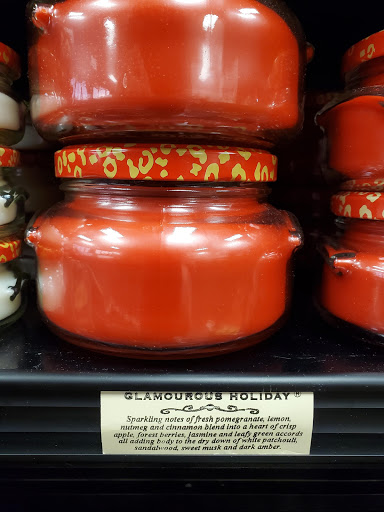 GLAMOUROUS HOLIDAY®
Sparkling notes of fresh pomegranate, lemon,
nutmeg and cinnamon blend into a heart of crisp
apple, forest berries, Jasmine and leafy green accords
all adding body to the dry down of white patchouli,
sandalwood, sweet musk and dark amber.